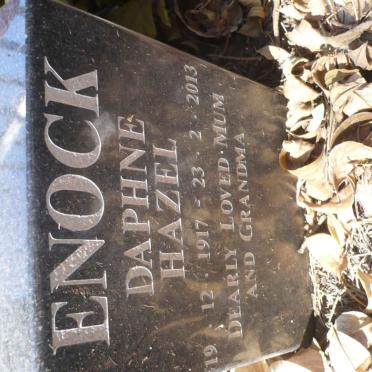 ENOCK
DAPHNE
HAZEL
19 . 12 . 1917 - 23 . 2 . 2013
DEARLY LOVED MUM
AND GRANDMA